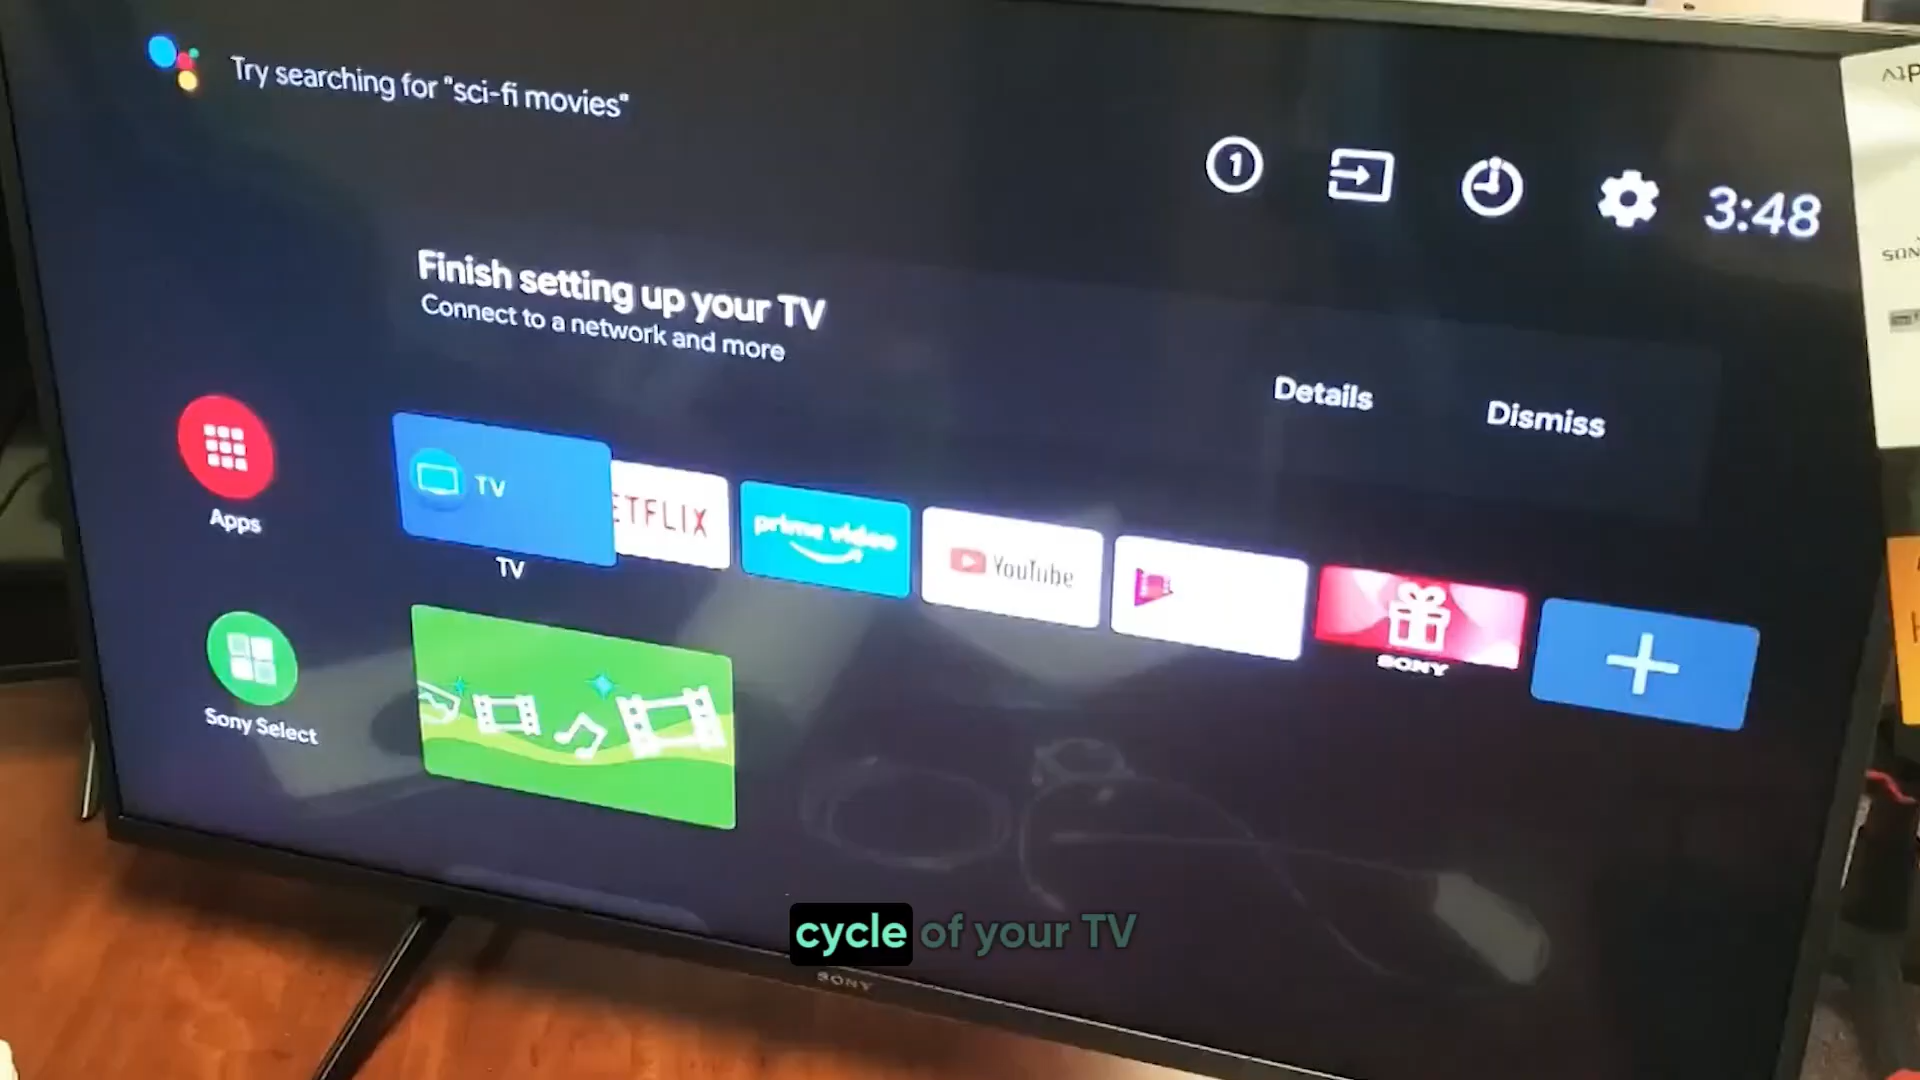 Try searching for "sci-fi movies"
1
3:48
Finish setting up your TV
Connect to a network and more
Details
Dismiss
Apps
TV
ETFLIX
prime video
YouTube
SONY
TV
Sony Select
cycle of your TV
SONY